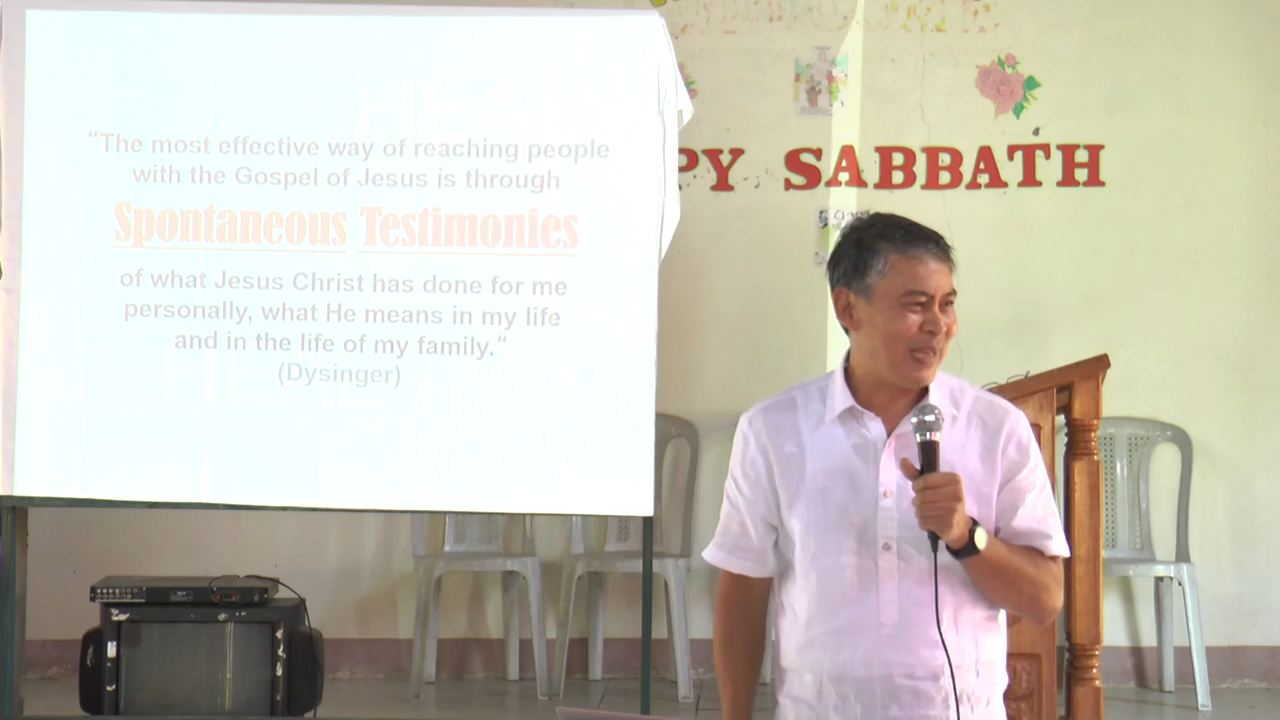 “The most effective way of reaching people
with the Gospel of Jesus is through
Spontaneous Testimonies
of what Jesus Christ has done for me
personally, what He means in my life
and in the life of my family.“
(Dysinger)
PY SABBATH